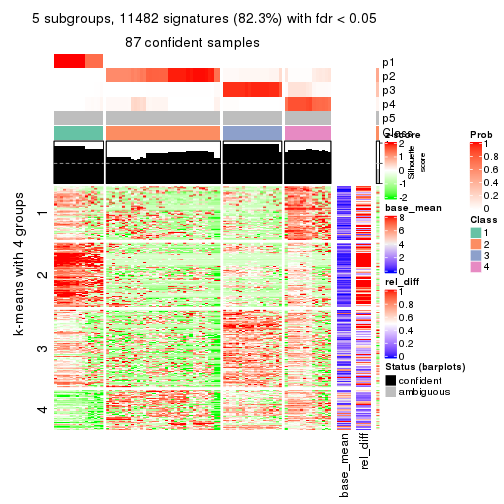 5 subgroups, 11482 signatures (82.3%) with fdr < 0.05
87 confident samples
p1
p2
p3
p4
p5
Class
z-score
2
1
0
-1
-2
Silhouette
score
Prob
1
0.8
0.6
0.4
0.2
0
base_mean
8
6
4
2
0
Class
1
2
3
4
rel_diff
1
0.8
0.6
0.4
0.2
0
Status (barplots)
confident
ambiguous
k-means with 4 groups
1
2
3
4
base_mean
rel_diff